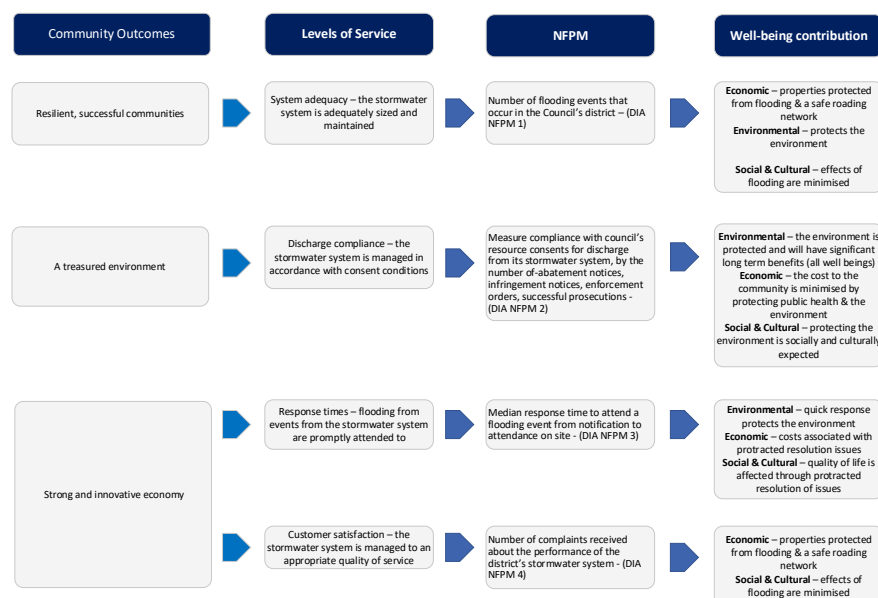 Community Outcomes
Levels of Service
NFPM
Well-being contribution
Resilient, successful communities
System adequacy – the stormwater
system is adequately sized and
maintained
Number of flooding events that
occur in the Council's district – (DIA
NFPM 1)
Economic – properties protected
from flooding & a safe roading
network
Environmental – protects the
environment
Social & Cultural – effects of
flooding are minimised
A treasured environment
Discharge compliance – the
stormwater system is managed in
accordance with consent conditions
Measure compliance with council's
resource consents for discharge
from its stormwater system, by the
number of-abatement notices,
infringement notices, enforcement
orders, successful prosecutions -
(DIA NFPM 2)
Environmental – the environment is
protected and will have significant
long term benefits (all well beings)
Economic – the cost to the
community is minimised by
protecting public health & the
environment
Social & Cultural – protecting the
environment is socially and culturally
expected
Strong and innovative economy
Response times – flooding from
events from the stormwater system
are promptly attended to
Median response time to attend a
flooding event from notification to
attendance on site - (DIA NFPM 3)
Environmental – quick response
protects the environment
Economic – costs associated with
protracted resolution issues
Social & Cultural – quality of life is
affected through protracted
resolution of issues
Customer satisfaction – the
stormwater system is managed to an
appropriate quality of service
Number of complaints received
about the performance of the
district's stormwater system - (DIA
NFPM 4)
Economic – properties protected
from flooding & a safe roading
network
Social & Cultural – effects of
flooding are minimised